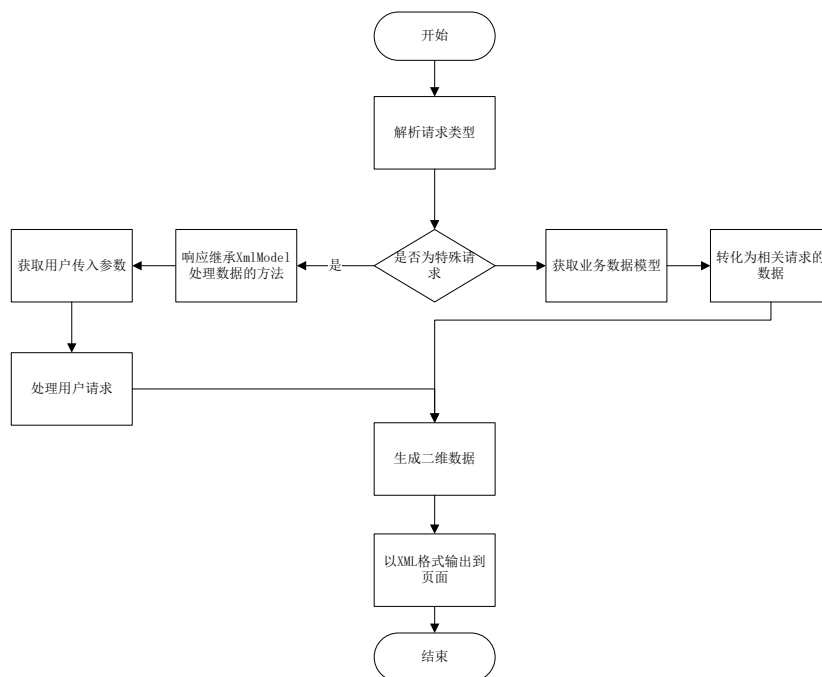 开始
解析请求类型
是否为特殊请
求
是
响应继承XmlModel
处理数据的方法
获取用户传入参数
处理用户请求
获取业务数据模型
转化为相关请求的
数据
生成二维数据
以XML格式输出到
页面
结束